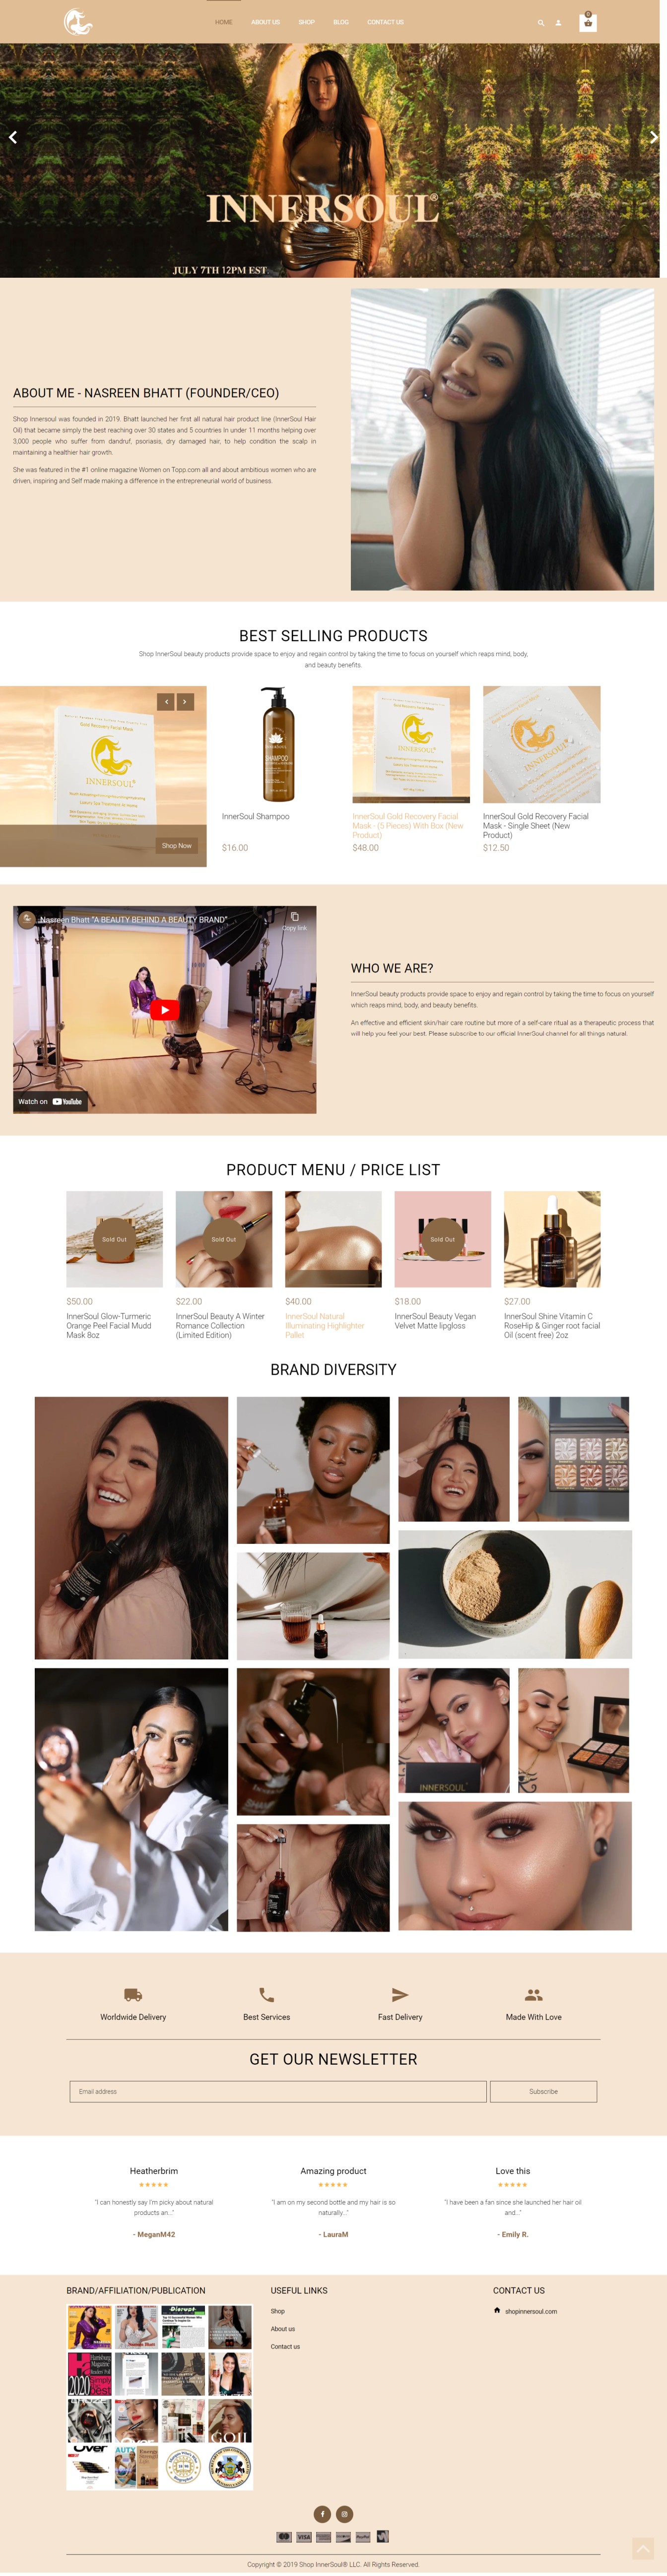 HOME
ABOUT US
SHOP
BLOG
CONTACT US
0
INNERSOUL®
JULY 7TH 12PM EST
ABOUT ME - NASREEN BHATT (FOUNDER/CEO)
Shop Innersoul was founded in 2019. Bhatt launched her first all natural hair product line (InnerSoul Hair
Oil) that became simply the best reaching over 30 states and 5 countries In under 11 months helping over
3,000 people who suffer from dandruf, psoriasis, dry damaged hair, to help condition the scalp in
maintaining a healthier hair growth.
She was featured in the #1 online magazine Women on Topp.com all and about ambitious women who are
driven, inspiring and Self made making a difference in the entrepreneurial world of business.
BEST SELLING PRODUCTS
Shop InnerSoul beauty products provide space to enjoy and regain control by taking the time to focus on yourself which reaps mind, body,
and beauty benefits.
Gold Recovery Facial Mask
INNERSOUL®
Shop Now
SHAMPOO
INNERSOUL
INNERSOUL
InnerSoul Shampoo
$16.00
InnerSoul Gold Recovery Facial
Mask - (5 Pieces) With Box (New
Product)
$48.00
InnerSoul Gold Recovery Facial
Mask - Single Sheet (New
Product)
$12.50
Nasreen Bhatt "A BEAUTY BEHIND A BEAUTY BRAND"
Copy link
Watch on YouTube
WHO WE ARE?
InnerSoul beauty products provide space to enjoy and regain control by taking the time to focus on yourself
which reaps mind, body, and beauty benefits.
An effective and efficient skin/hair care routine but more of a self-care ritual as a therapeutic process that
will help you feel your best. Please subscribe to our official InnerSoul channel for all things natural.
PRODUCT MENU / PRICE LIST
Sold Out
Sold Out
Sold Out
$50.00
InnerSoul Glow-Turmeric
Orange Peel Facial Mudd
Mask 8oz
$22.00
InnerSoul Beauty A Winter
Romance Collection
(Limited Edition)
$40.00
InnerSoul Natural
Illuminating Highlighter
Pallet
$18.00
InnerSoul Beauty Vegan
Velvet Matte lipgloss
$27.00
InnerSoul Shine Vitamin C
RoseHip & Ginger root facial
Oil (scent free) 2oz
BRAND DIVERSITY
INNERSOUL
Worldwide Delivery
Best Services
Fast Delivery
Made With Love
GET OUR NEWSLETTER
Email address
Subscribe
Heatherbrim
★★★★★
"I can honestly say I'm picky about natural
products an..."
- MeganM42
Amazing product
★★★★★
"I am on my second bottle and my hair is so
naturally..."
- LauraM
Love this
★★★★★
"I have been a fan since she launched her hair oil
and..."
- Emily R.
BRAND/AFFILIATION/PUBLICATION
Disrupt
2020
GOJI
over
USEFUL LINKS
Shop
About us
Contact us
CONTACT US
shopinnersoul.com
VISA
Copyright © 2019 Shop InnerSoul® LLC. All Rights Reserved.